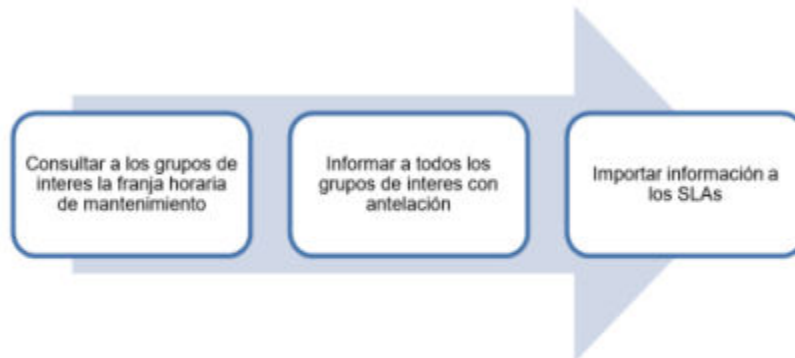 Consultar a los grupos de
interes la franja horaria
de mantenimiento
Informar a todos los
grupos de interes con
antelación
Importar información a
los SLAs